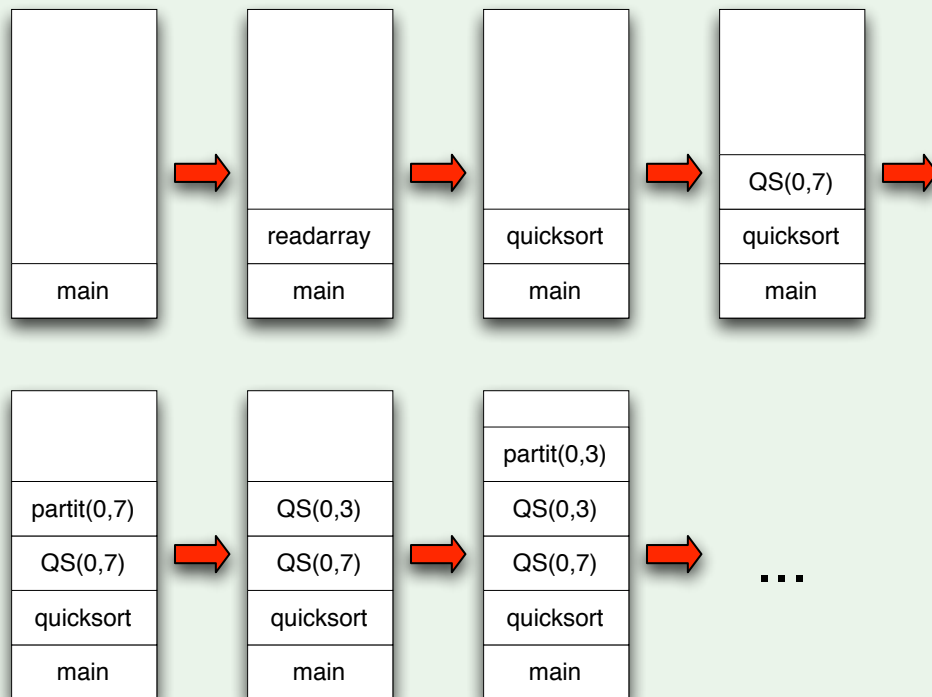 main
readarray
main
quicksort
main
QS(0,7)
quicksort
main
partit(0,7)
QS(0,7)
quicksort
main
QS(0,3)
QS(0,7)
quicksort
main
partit(0,3)
QS(0,3)
QS(0,7)
quicksort
main
...